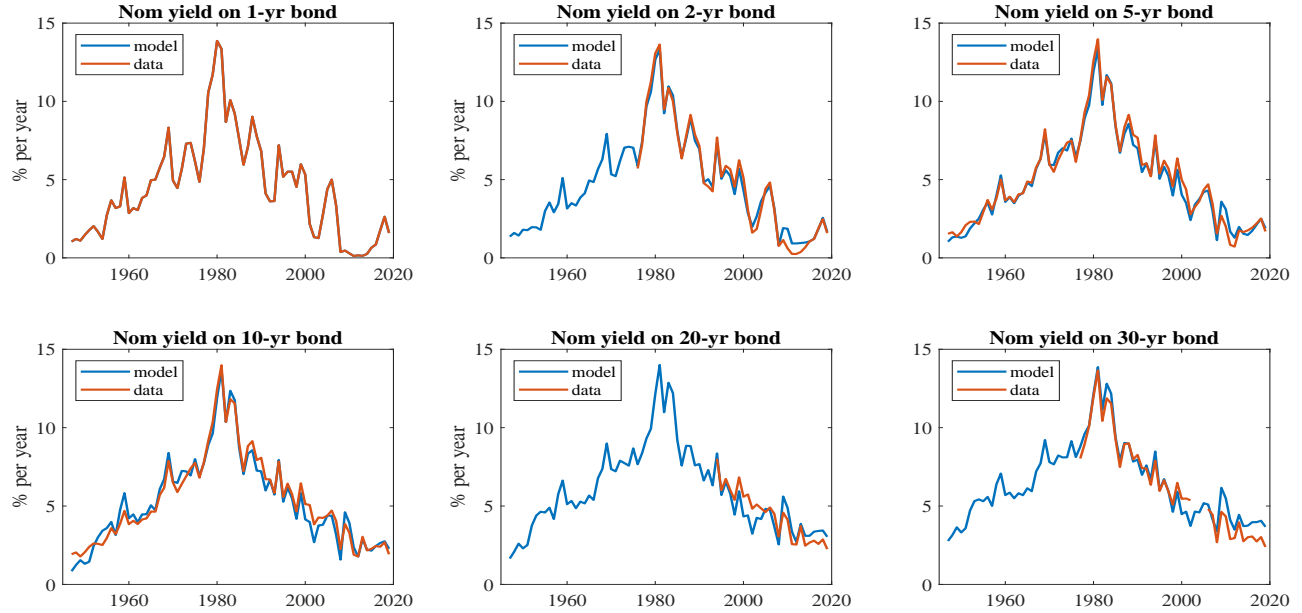 Nom yield on 1-yr bond
% per year
15
10
5
0
model
data
1960
1980
2000
2020
Nom yield on 2-yr bond
15
10
5
0
model
data
1960
1980
2000
2020
Nom yield on 5-yr bond
15
10
5
0
model
data
1960
1980
2000
2020
Nom yield on 10-yr bond
% per year
15
10
5
0
model
data
1960
1980
2000
2020
Nom yield on 20-yr bond
% per year
15
10
5
0
model
data
1960
1980
2000
2020
Nom yield on 30-yr bond
% per year
15
10
5
0
model
data
1960
1980
2000
2020